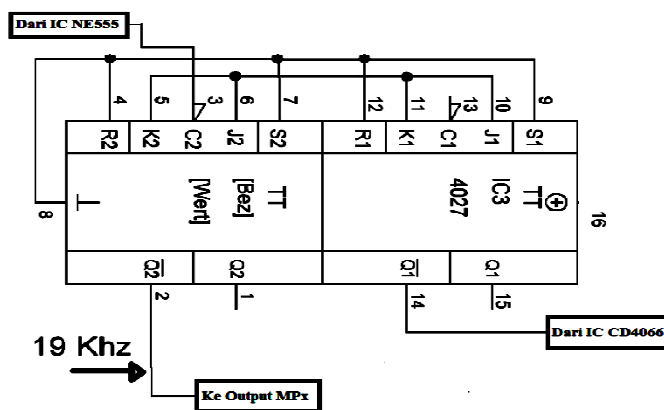 Dari IC NE555
4 5 3 6 7 12 11 13 10 9
R2 K2 C2 J2 S2 R1 K1 C1 J1 S1
8 ⊥ [Wert] [Bez] TT 4027 IC3 TT 16
Q2 Q2 Q1 Q1
2 1 14 15
Dari IC CD4066
19 Khz
Ke Output MPx